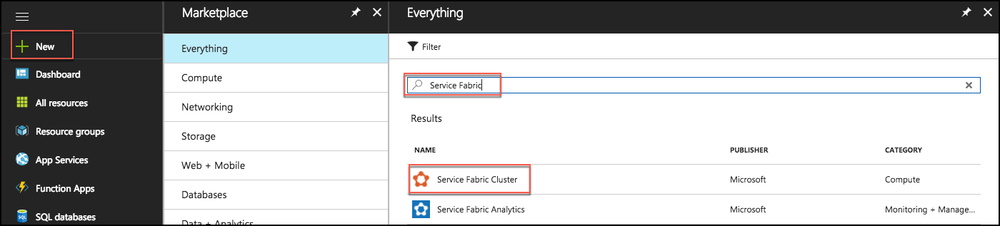 New
Dashboard
All resources
Resource groups
App Services
Function Apps
SQL databases
Marketplace
Everything
Compute
Networking
Storage
Web + Mobile
Databases
Data + Analytics
Everything
Filter
Service Fabric
Results
NAME PUBLISHER CATEGORY
Service Fabric Cluster Microsoft Compute
Service Fabric Analytics Microsoft Monitoring + Manage...